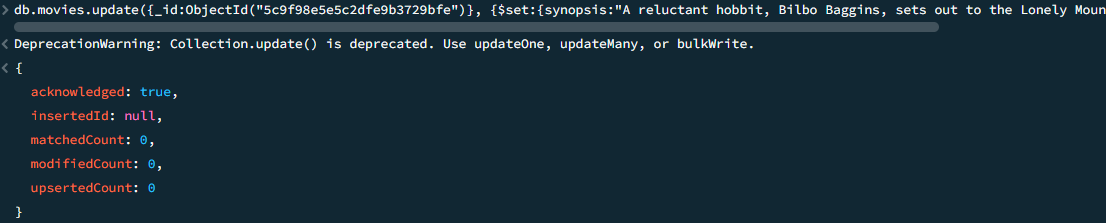 > db.movies.update({_id:ObjectId("5c9f98e5e5c2dfe9b3729bfe")}, {$set:{synopsis:"A reluctant hobbit, Bilbo Baggins, sets out to the Lonely Moun
< DeprecationWarning: Collection.update() is deprecated. Use updateOne, updateMany, or bulkWrite.
< {
acknowledged: true,
insertedId: null,
matchedCount: 0,
modifiedCount: 0,
upsertedCount: 0
}